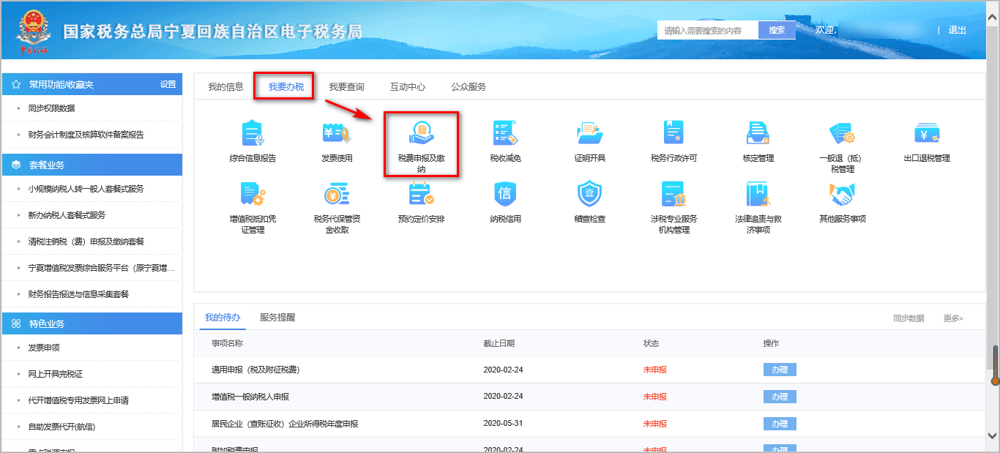 国家税务总局宁夏回族自治区电子税务局
请输入需要搜索的内容
搜索
欢迎,
|
退出
常用功能/收藏夹
设置
同步权限数据
财务会计制度及核算软件备案报告
套餐业务
小规模纳税人转一般人套餐式服务
新办纳税人套餐式服务
清税注销税（费）申报及缴纳套餐
宁夏增值税发票综合服务平台（原宁夏增...
财务报告报送与信息采集套餐
特色业务
发票申领
网上开具完税证
代开增值税专用发票网上申请
自助发票代开(航信)
我的信息
我要办税
我要查询
互动中心
公众服务
综合信息报告
发票使用
税费申报及缴
纳
税收减免
证明开具
税务行政许可
核定管理
一般退（抵）
税管理
出口退税管理
增值税抵扣凭
证管理
税务代保管资
金收取
预约定价安排
信
纳税信用
查
稽查检查
涉税专业服务
机构管理
法律追责与救
济事项
其他服务事项
我的待办
服务提醒
同步数据
更多>
事项名称
截止日期
状态
操作
通用申报（税及附征税费)
2020-02-24
未申报
办理
增值税一般纳税人申报
2020-02-24
未申报
办理
居民企业（查账征收）企业所得税年度申报
2020-05-31
未申报
办理
附加税费申报
2020-02-24
未申报
办理